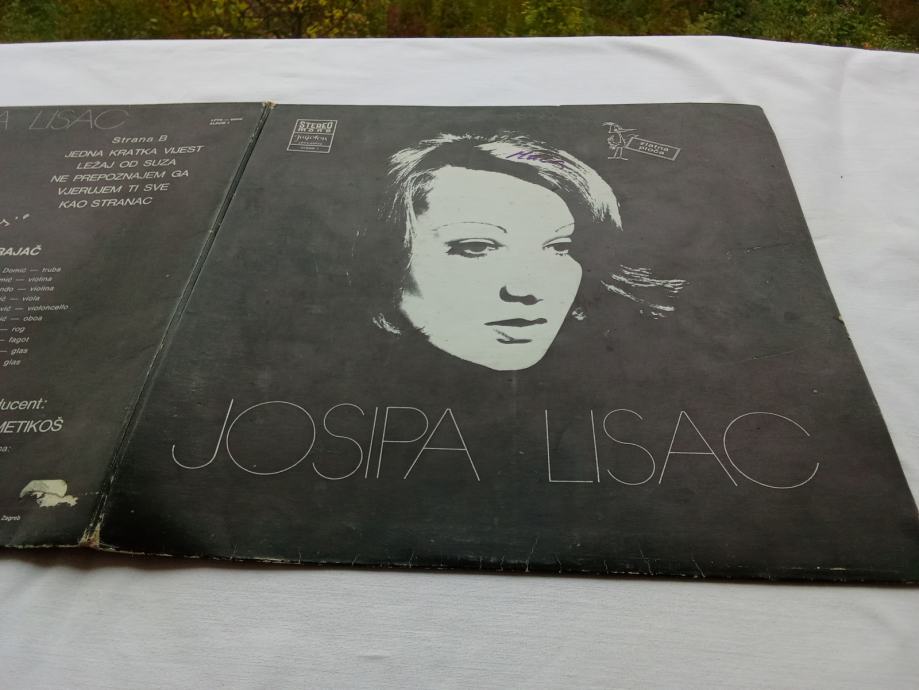 LISAC
Strana B
JEDNA KRATKA VIJEST
LEŽAJ OD SUZA
NE PREPOZNAJEM GA
VJERUJEM TI SVE
KAO STRANAC
Domić — truba
— violina
— violina
— viola
— violoncello
— oboa
— rog
— fagot
— glas
glas
METIKOŠ
Zagreb
STEREO
MONO
jugoton
zlatna
ploča
JOSIPA LISAC